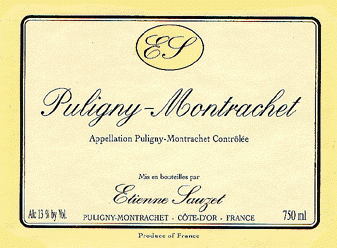 ES
Puligny-Montrachet
Appellation Puligny-Montrachet Contrôlée
Mis en bouteilles par
Etienne Sauzet
Alc 13 % by Vol. PULIGNY-MONTRACHET - CÔTE-D'OR - FRANCE 750 ml
Produce of France